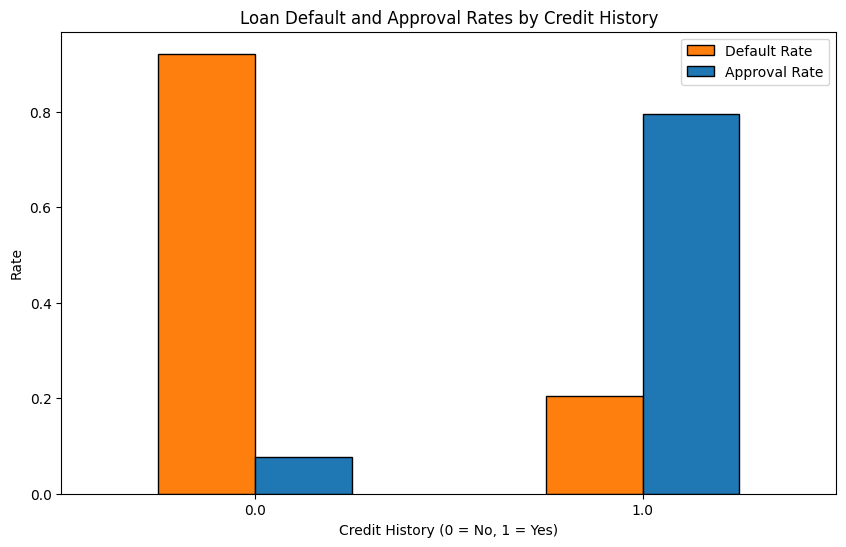 Loan Default and Approval Rates by Credit History
Default Rate
Approval Rate
Rate
0.8
0.6
0.4
0.2
0.0
0.0
1.0
Credit History (0 = No, 1 = Yes)